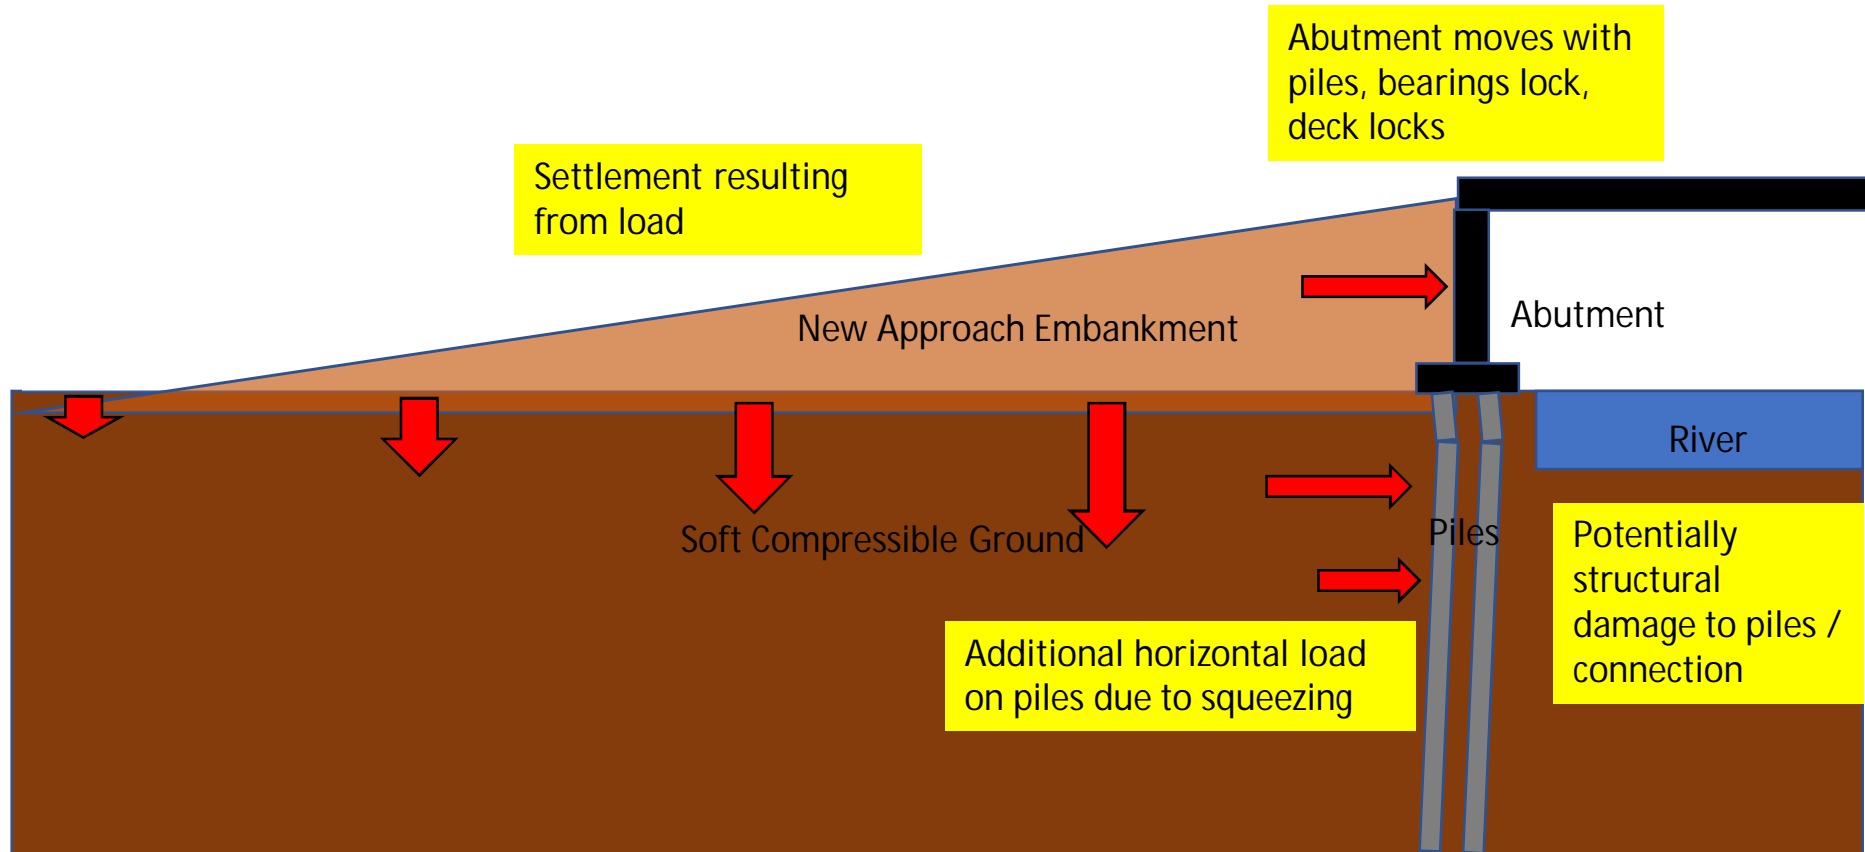 Abutment moves with
piles, bearings lock,
deck locks
Settlement resulting
from load
New Approach Embankment
Abutment
River
Soft Compressible Ground
Piles
Potentially
structural
damage to piles /
connection
Additional horizontal load
on piles due to squeezing